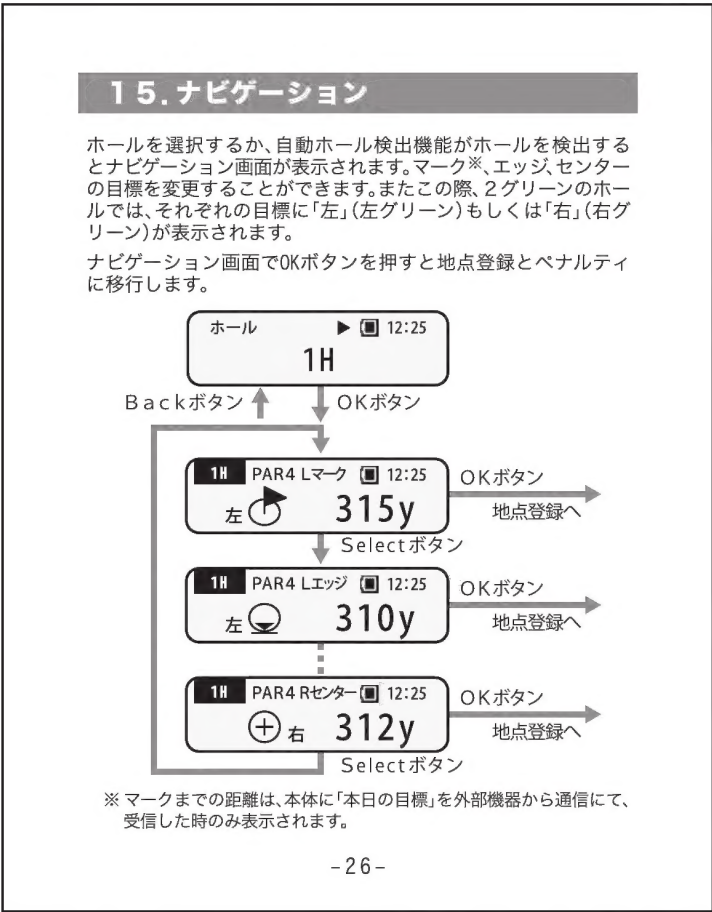 15.ナビゲーション
ホールを選択するか、自動ホール検出機能がホールを検出する
とナビゲーション画面が表示されます。マーク※、エッジ、センター
の目標を変更することができます。またこの際、2グリーンのホー
ルでは、それぞれの目標に「左」(左グリーン)もしくは「右」(右グ
リーン)が表示されます。
ナビゲーション画面でOKボタンを押すと地点登録とペナルティ
に移行します。
ホール 12:25
1H
Backボタン OKボタン
1H PAR4 Lマーク 12:25
左 315y
OKボタン
地点登録へ
Selectボタン
1H PAR4 Lエッジ 12:25
左 310y
OKボタン
地点登録へ
1H PAR4 Rセンター 12:25
右 312y
OKボタン
地点登録へ
Selectボタン
※ マークまでの距離は、本体に「本日の目標」を外部機器から通信にて、
受信した時のみ表示されます。
-26-